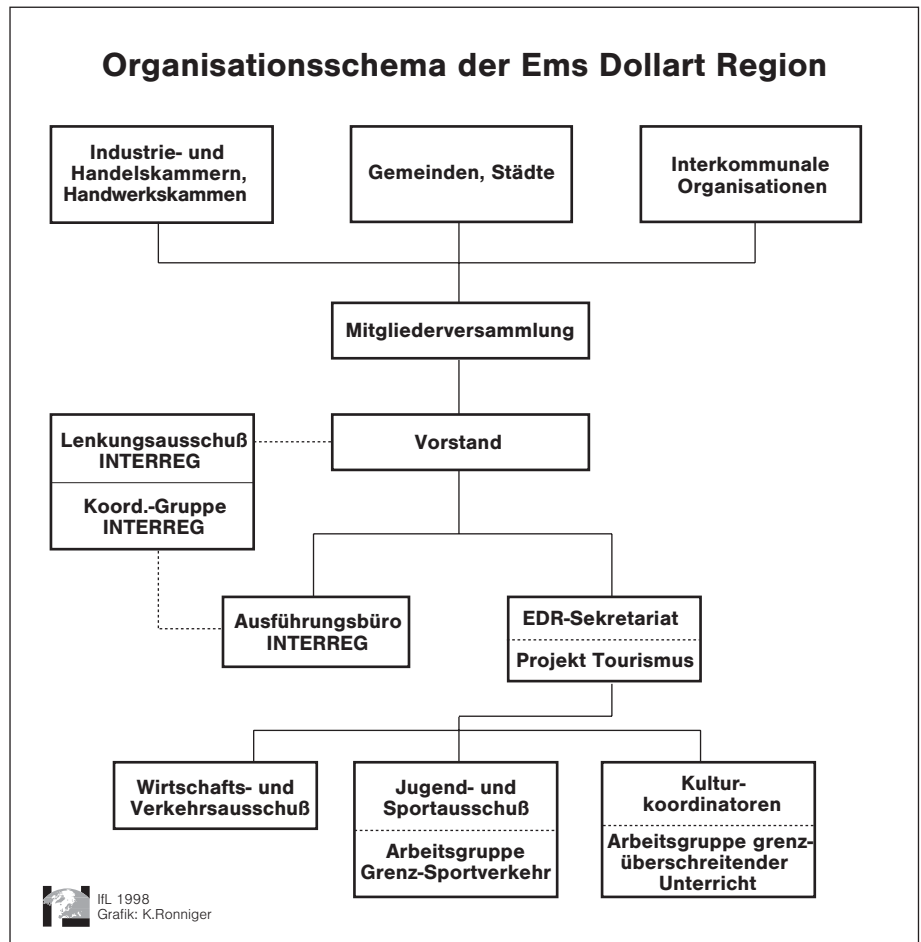 Organisationsschema der Ems Dollart Region
Industrie- und
Handelskammern,
Handwerkskammen
Gemeinden, Städte
Interkommunale
Organisationen
Mitgliederversammlung
Lenkungsausschuß
INTERREG
Koord.-Gruppe
INTERREG
Vorstand
Ausführungsbüro
INTERREG
EDR-Sekretariat
Projekt Tourismus
Wirtschafts- und
Verkehrsausschuß
Jugend- und
Sportausschuß
Arbeitsgruppe
Grenz-Sportverkehr
Kultur-
koordinatoren
Arbeitsgruppe grenz-
überschreitender
Unterricht
IfL 1998
Grafik: K.Ronniger